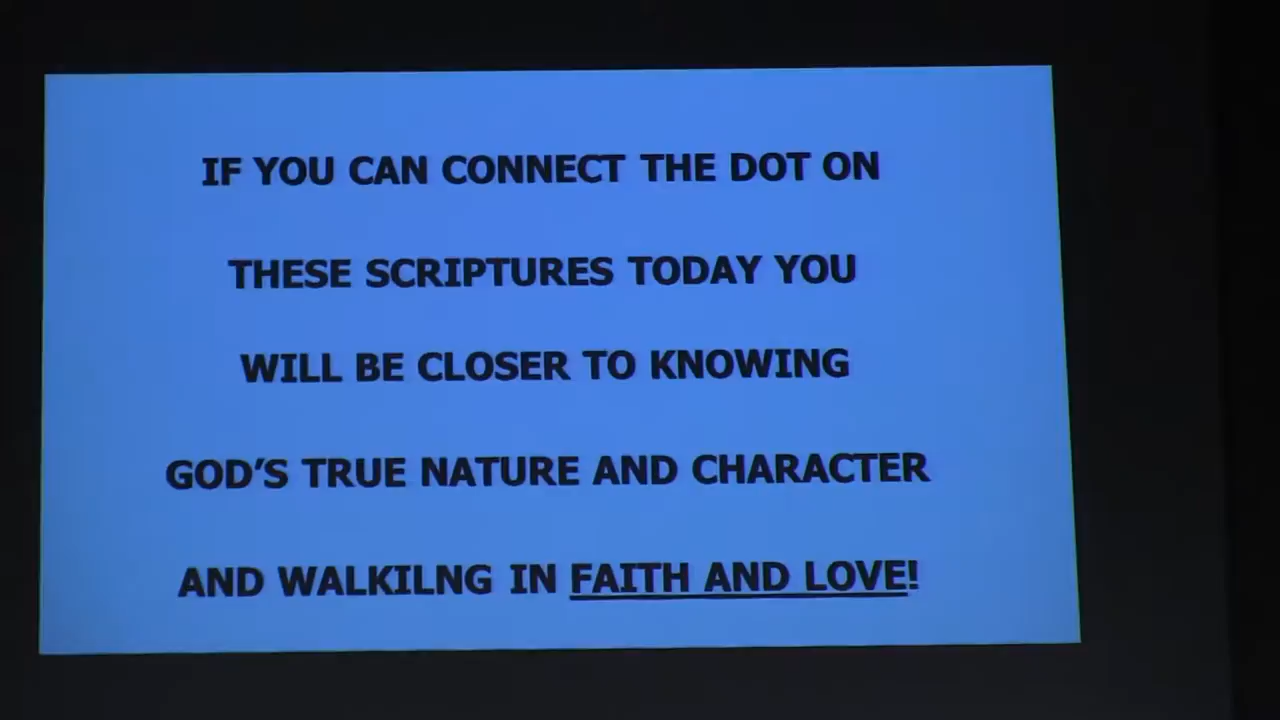 IF YOU CAN CONNECT THE DOT ON
THESE SCRIPTURES TODAY YOU
WILL BE CLOSER TO KNOWING
GOD'S TRUE NATURE AND CHARACTER
AND WALKILNG IN FAITH AND LOVE!